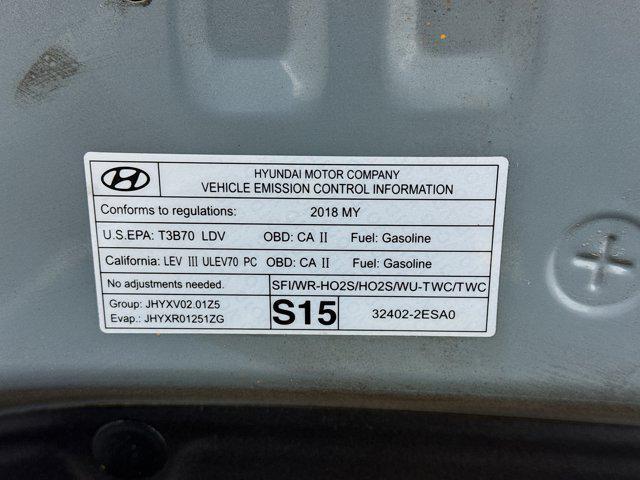 HYUNDAI MOTOR COMPANY
VEHICLE EMISSION CONTROL INFORMATION
Conforms to regulations: 2018 MY
U.S.EPA: T3B70 LDV OBD: CA II Fuel: Gasoline
California: LEV III ULEV70 PC OBD: CA II Fuel: Gasoline
No adjustments needed. SFI/WR-HO2S/HO2S/WU-TWC/TWC
Group: JHYXV02.01Z5
Evap.: JHYXR01251ZG
S15
32402-2ESA0